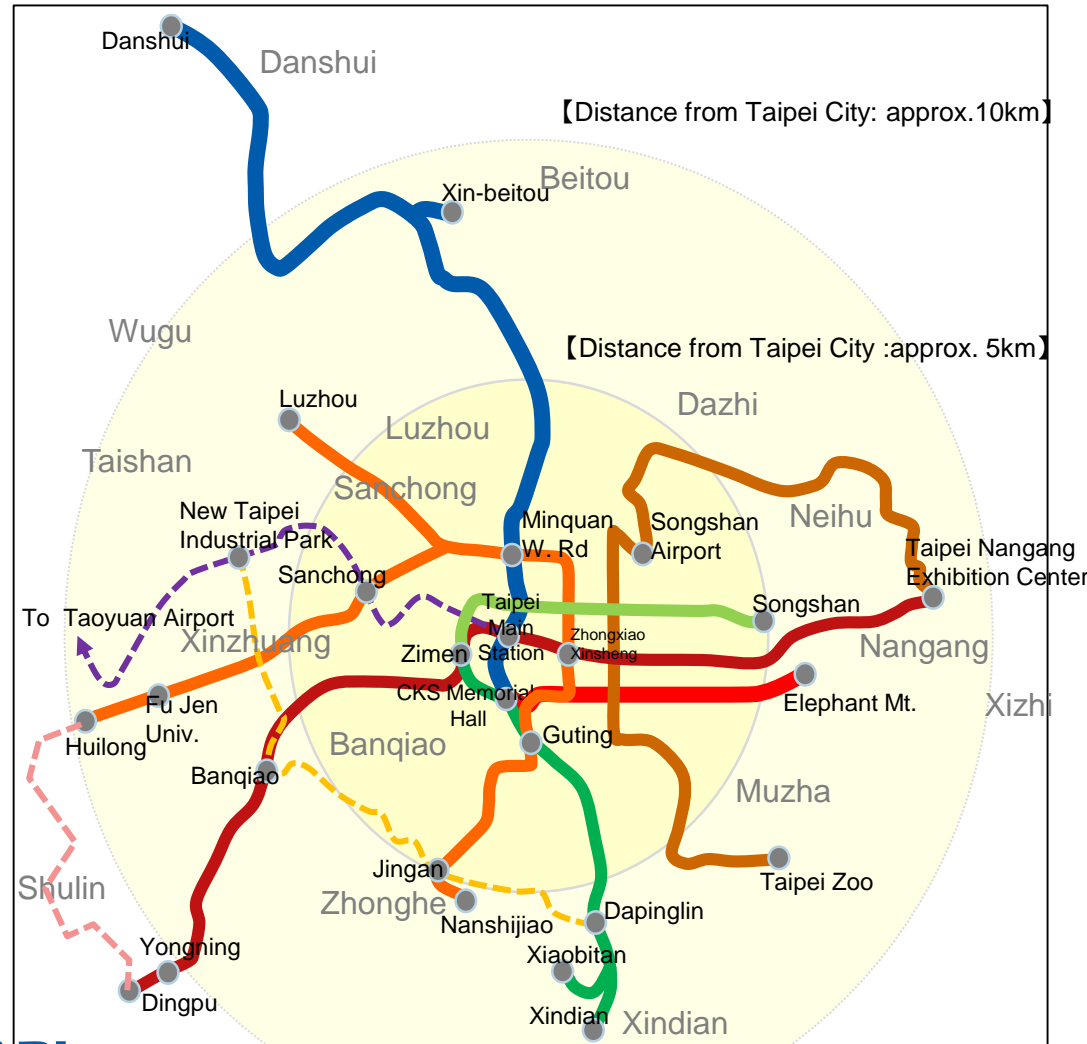 Danshui
Danshui
【Distance from Taipei City: approx.10km】
Beitou
Xin-beitou
Wugu
【Distance from Taipei City :approx. 5km】
Luzhou
Dazhi
Luzhou
Taishan
Sanchong
New Taipei
Industrial Park
Minquan
W. Rd
Songshan
Airport
Neihu
Taipei Nangang
Exhibition Center
Sanchong
Taipei
Main
Station
Songshan
To Taoyuan Airport
Xinzhuang
Zimen
Zhongxiao
Xinsheng
Nangang
CKS Memorial
Hall
Elephant Mt.
Xizhi
Fu Jen
Univ.
Huilong
Guting
Banqiao
Banqiao
Muzha
Jingan
Taipei Zoo
Shulin
Zhonghe
Nanshijiao
Dapinglin
Yongning
Xiaobitan
Dingpu
Xindian
Xindian